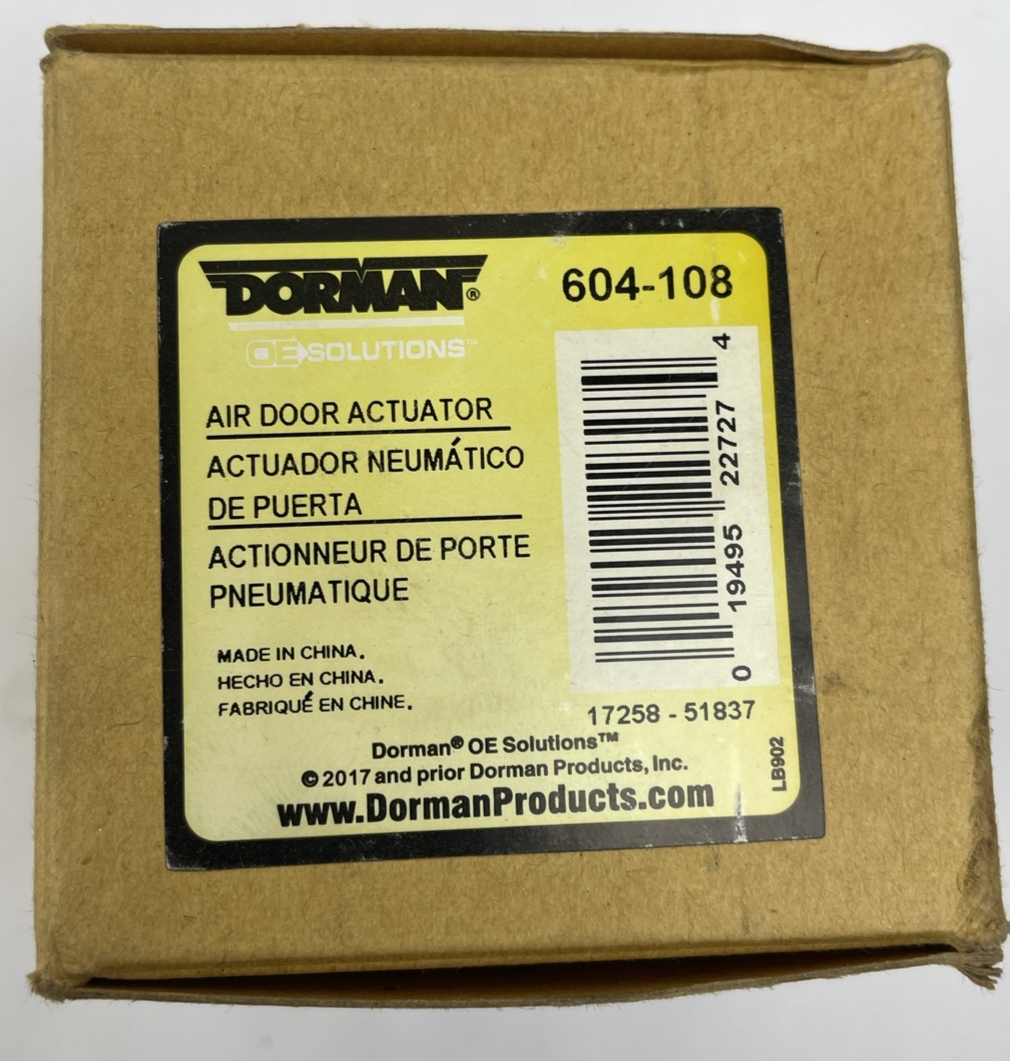 DORMAN®
OE SOLUTIONS™
604-108
AIR DOOR ACTUATOR
ACTUADOR NEUMÁTICO
DE PUERTA
ACTIONNEUR DE PORTE
PNEUMATIQUE
MADE IN CHINA.
HECHO EN CHINA.
FABRIQUÉ EN CHINE.
0 19495 22727 4
17258 - 51837
LB902
Dorman® OE Solutions™
© 2017 and prior Dorman Products, Inc.
www.DormanProducts.com